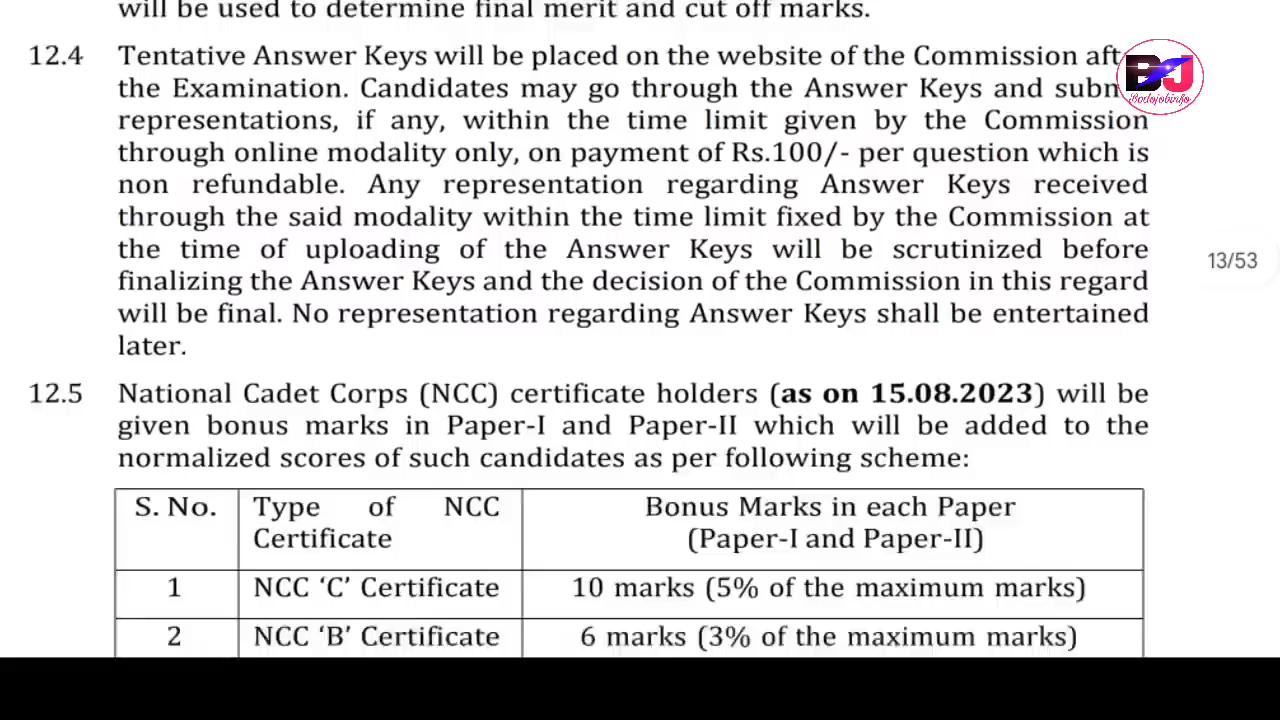 will be used to determine final merit and cut off marks.
12.4 Tentative Answer Keys will be placed on the website of the Commission
the Examination. Candidates may go through the Answer Keys and
representations, if any, within the time limit given by the Commission
through online modality only, on payment of Rs.100/- per question which is
non refundable. Any representation regarding Answer Keys received
through the said modality within the time limit fixed by the Commission at
the time of uploading of the Answer Keys will be scrutinized before
finalizing the Answer Keys and the decision of the Commission in this regard
will be final. No representation regarding Answer Keys shall be entertained
later.
BJ
Bodojobinfo
13/53
12.5 National Cadet Corps (NCC) certificate holders (as on 15.08.2023) will be
given bonus marks in Paper-I and Paper-II which will be added to the
normalized scores of such candidates as per following scheme:
S. No. Type of NCC Bonus Marks in each Paper
Certificate (Paper-I and Paper-II)
1 NCC ‘C’ Certificate 10 marks (5% of the maximum marks)
2 NCC ‘B’ Certificate 6 marks (3% of the maximum marks)